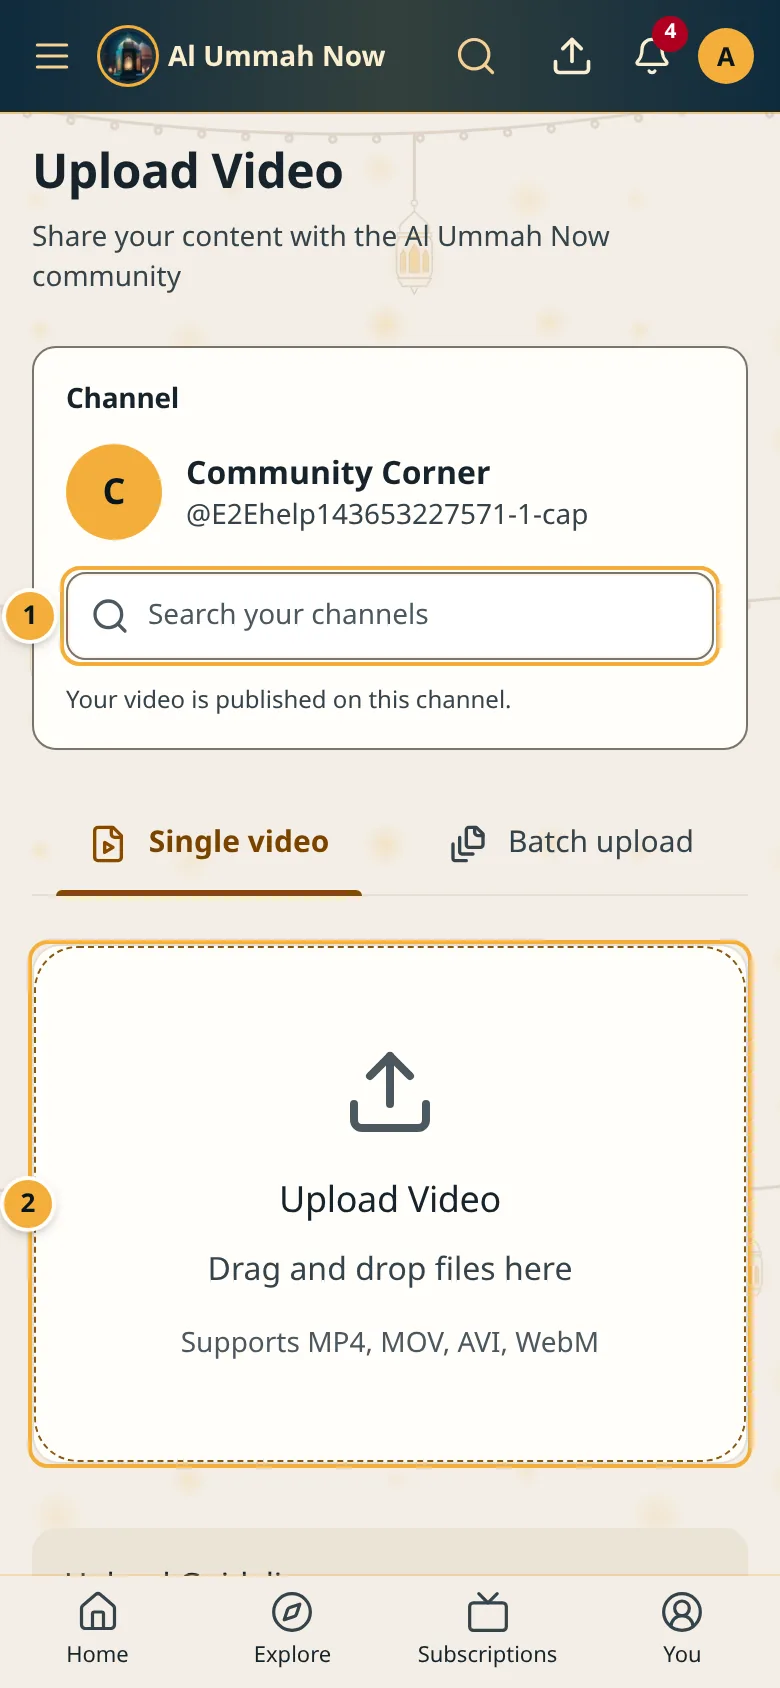 Al Ummah Now
4
A
Upload Video
Share your content with the Al Ummah Now
community
Channel
C
Community Corner
@E2Ehelp143653227571-1-cap
1
Search your channels
Your video is published on this channel.
Single video
Batch upload
2
Upload Video
Drag and drop files here
Supports MP4, MOV, AVI, WebM
Home
Explore
Subscriptions
You